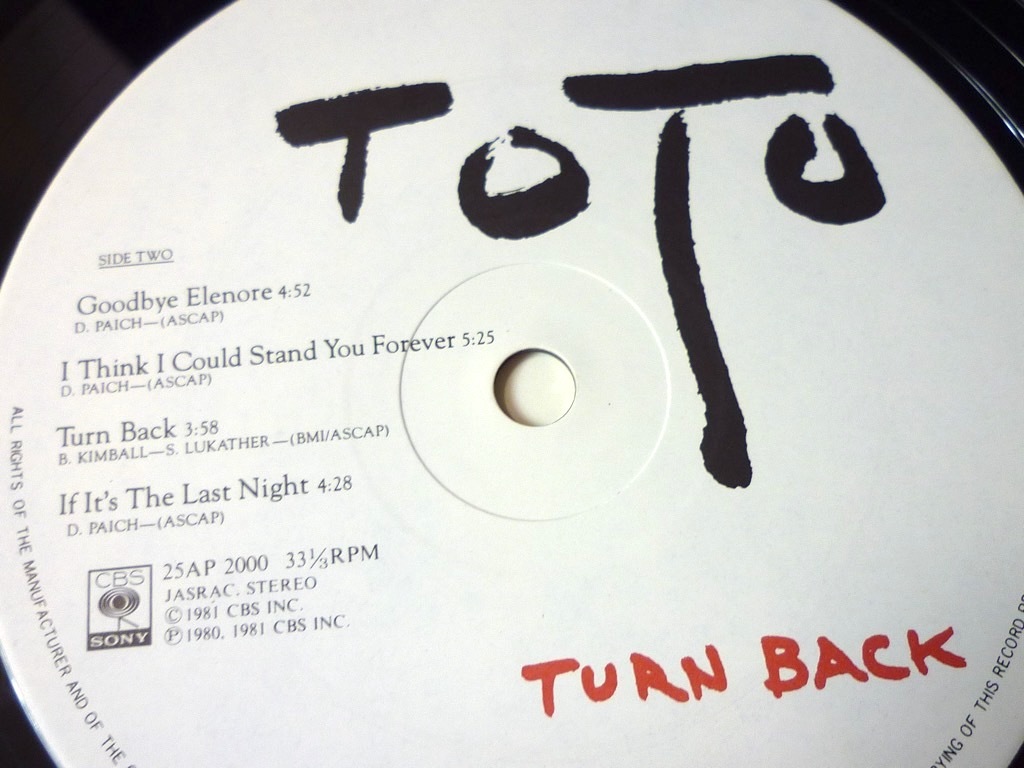 TOTO
SIDE TWO
Goodbye Elenore 4:52
D. PAICH—(ASCAP)
I Think I Could Stand You Forever 5:25
D. PAICH—(ASCAP)
Turn Back 3:58
B. KIMBALL—S. LUKATHER—(BMI/ASCAP)
If It's The Last Night 4:28
D. PAICH—(ASCAP)
CBS
SONY
25AP 2000 33⅓RPM
JASRAC. STEREO
©1981 CBS INC.
℗1980, 1981 CBS INC.
TURN BACK
ALL RIGHTS OF THE MANUFACTURER AND OF THE
OF THIS RECORD